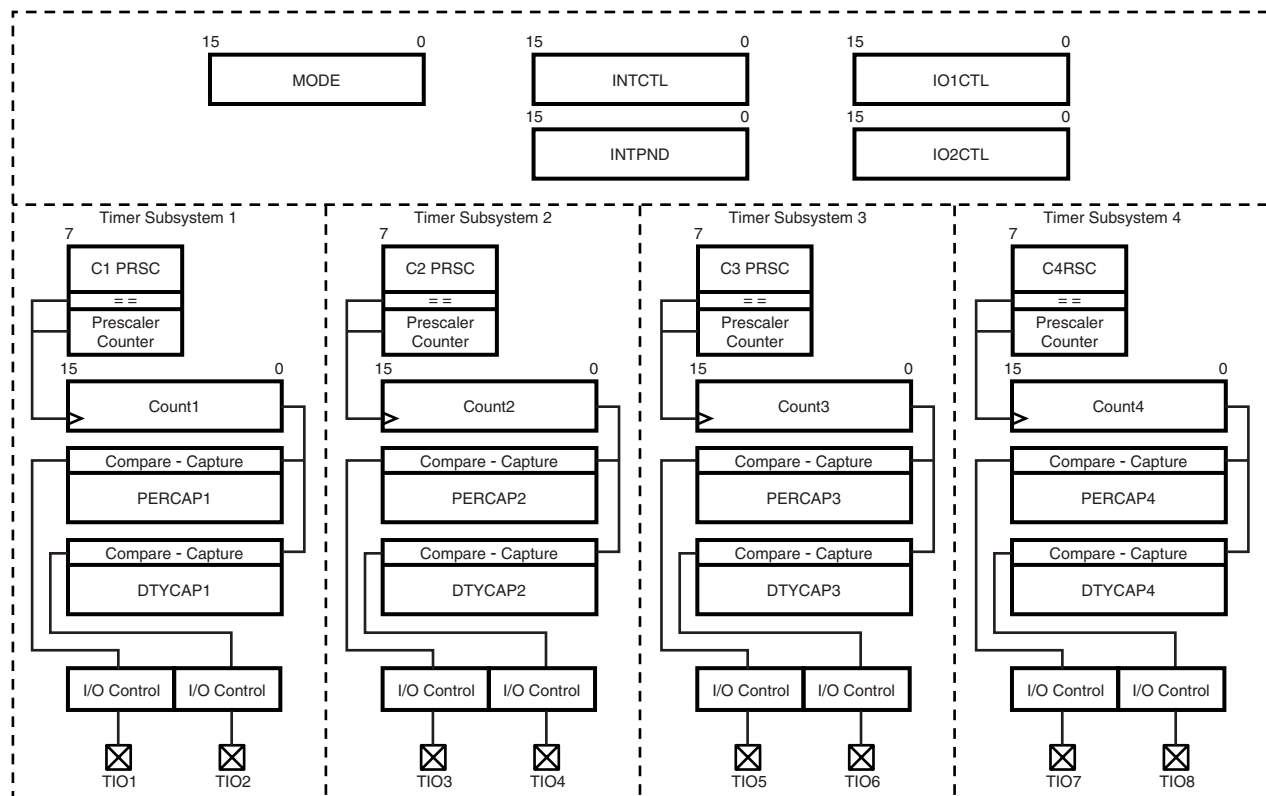 15 0 15 0 15 0
MODE INTCTL IO1CTL
15 0 15 0
INTPND IO2CTL
Timer Subsystem 1 Timer Subsystem 2 Timer Subsystem 3 Timer Subsystem 4
7 7 7 7
C1 PRSC C2 PRSC C3 PRSC C4RSC
= = = = = = = =
Prescaler Prescaler Prescaler Prescaler
Counter Counter Counter Counter
15 0 15 0 15 0 15 0
Count1 Count2 Count3 Count4
Compare - Capture Compare - Capture Compare - Capture Compare - Capture
PERCAP1 PERCAP2 PERCAP3 PERCAP4
Compare - Capture Compare - Capture Compare - Capture Compare - Capture
DTYCAP1 DTYCAP2 DTYCAP3 DTYCAP4
I/O Control I/O Control I/O Control I/O Control I/O Control I/O Control I/O Control I/O Control
TIO1 TIO2 TIO3 TIO4 TIO5 TIO6 TIO7 TIO8